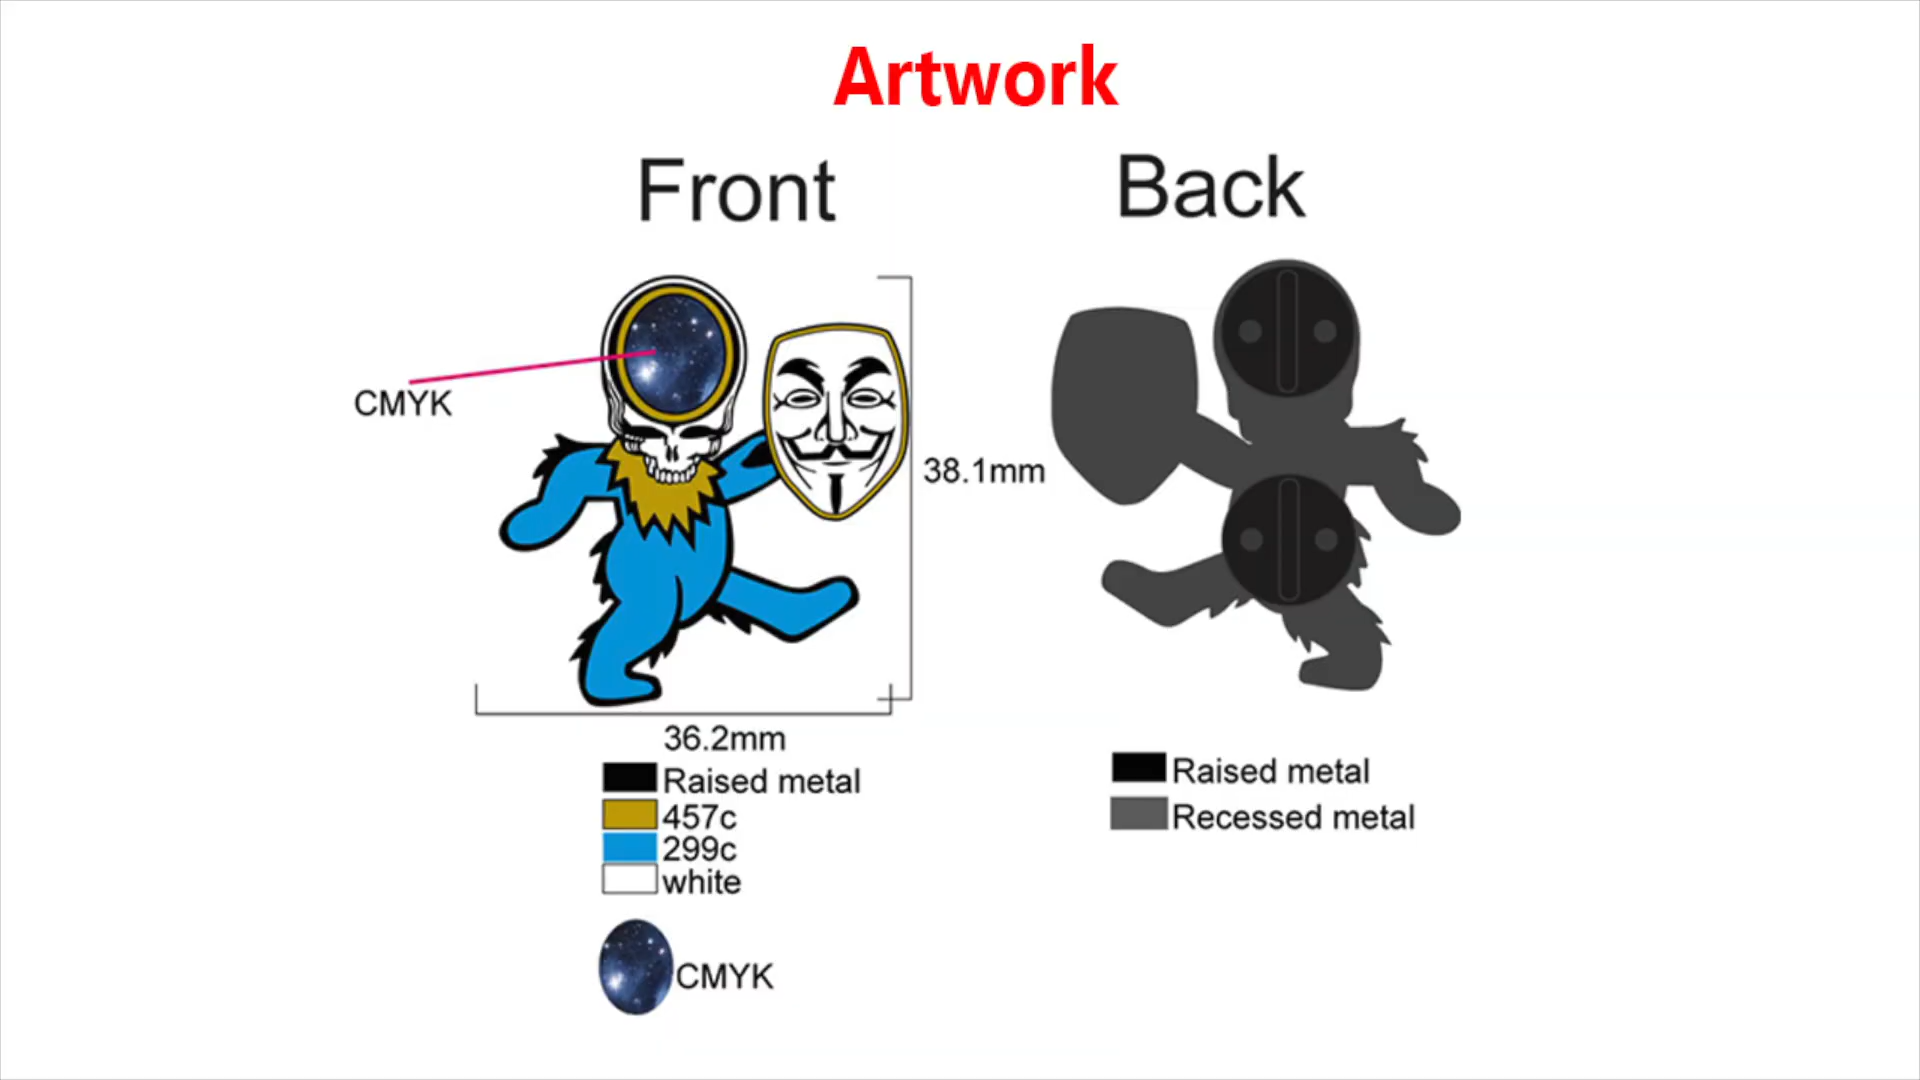 Artwork
Front
Back
CMYK
38.1mm
36.2mm
Raised metal
457c
299c
white
CMYK
Raised metal
Recessed metal